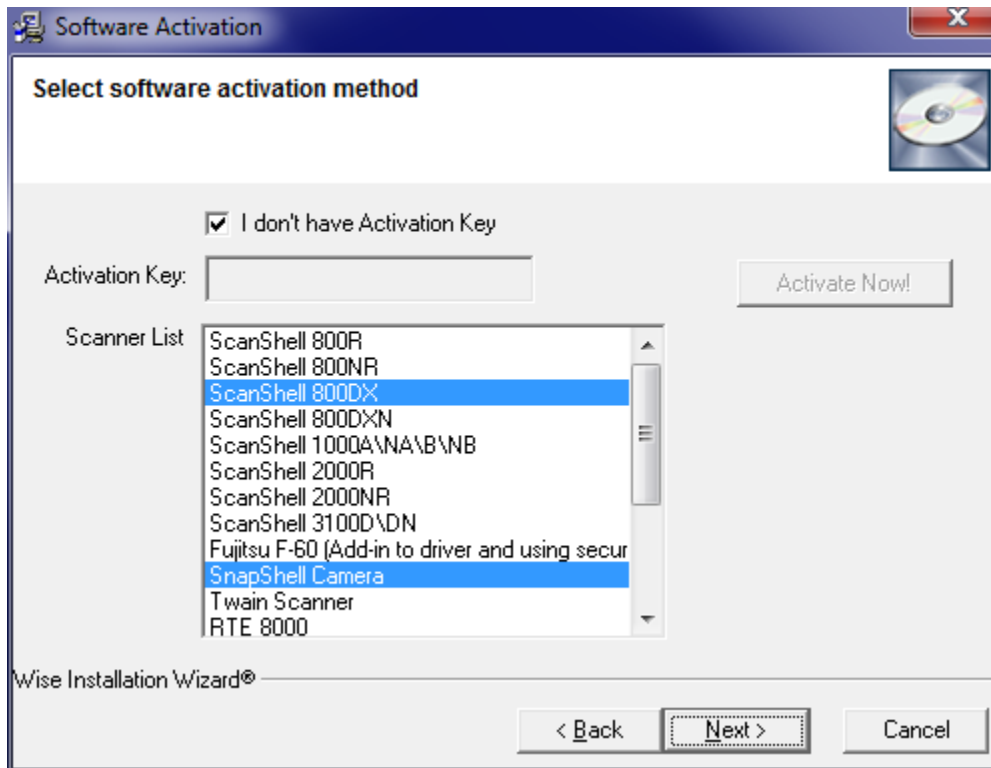 Software Activation
Select software activation method
I don't have Activation Key
Activation Key:
Activate Now!
Scanner List
ScanShell 800R
ScanShell 800NR
ScanShell 800DX
ScanShell 800DXN
ScanShell 1000A\NA\B\NB
ScanShell 2000R
ScanShell 2000NR
ScanShell 3100D\DN
Fujitsu F-60 (Add-in to driver and using secur
SnapShell Camera
Twain Scanner
RTE 8000
Wise Installation Wizard®
< Back
Next >
Cancel